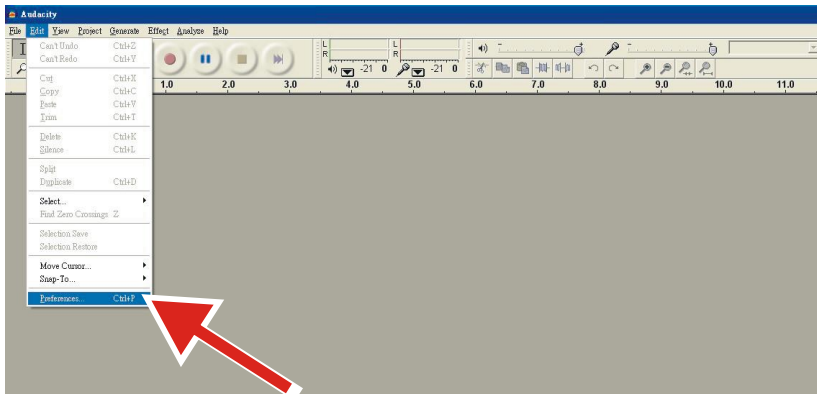 Audacity
File Edit View Project Generate Effect Analyze Help
Can't Undo Ctrl+Z
Can't Redo Ctrl+Y
Cut Ctrl+X
Copy Ctrl+C
Paste Ctrl+V
Trim Ctrl+T
Delete Ctrl+K
Silence Ctrl+L
Split
Duplicate Ctrl+D
Select...
Find Zero Crossings Z
Selection Save
Selection Restore
Move Cursor...
Snap-To...
Preferences... Ctrl+P
L
R
L
R
-21 0
-21 0
1.0 2.0 3.0 4.0 5.0 6.0 7.0 8.0 9.0 10.0 11.0